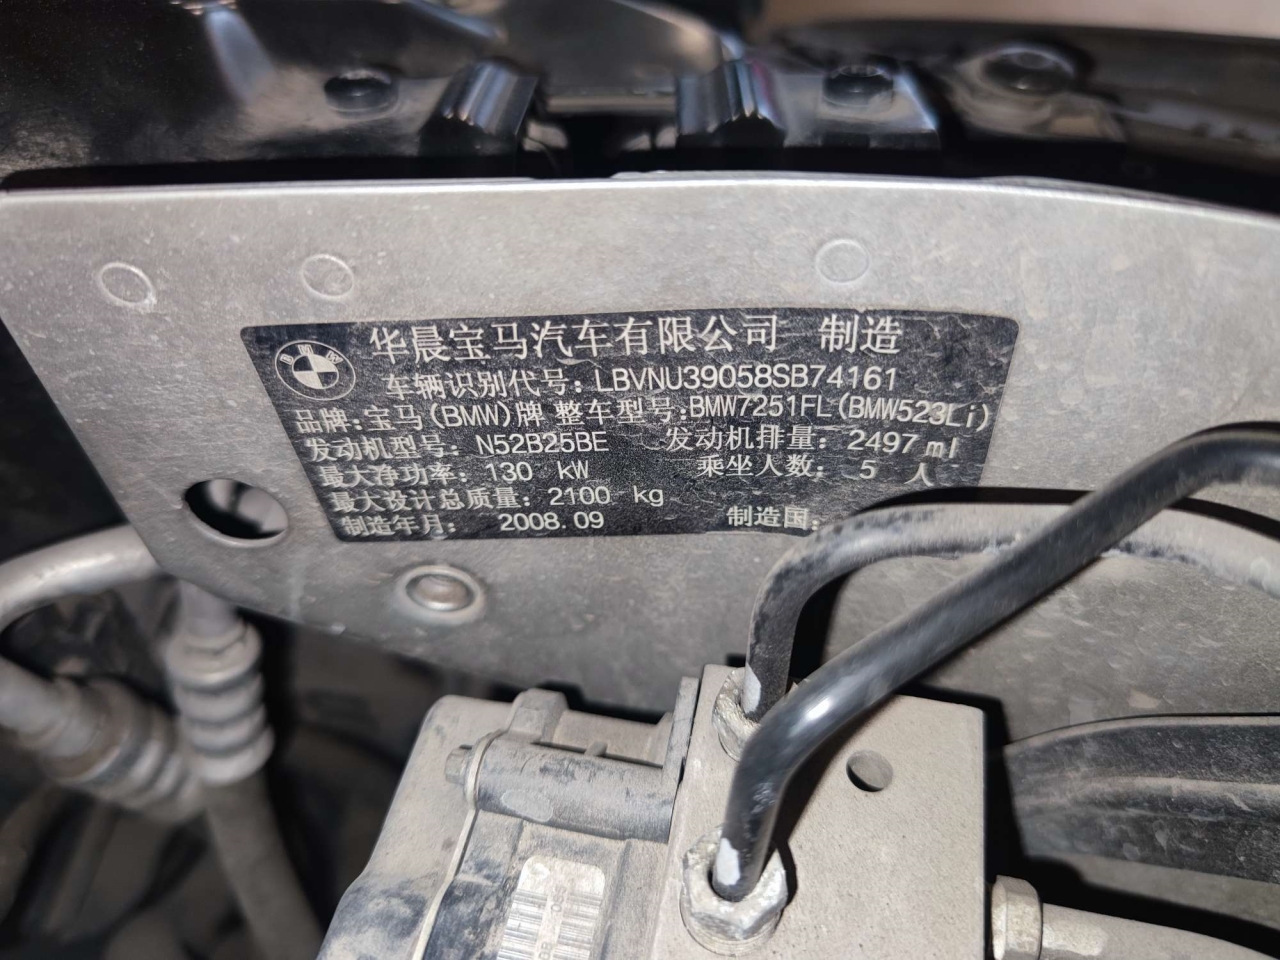 华晨宝马汽车有限公司 制造
车辆识别代号: LBVNU39058SB74161
品牌: 宝马(BMW)牌 整车型号: BMW7251FL(BMW523Li)
发动机型号: N52B25BE 发动机排量: 2497ml
最大净功率: 130 kW 乘坐人数: 5 人
最大设计总质量: 2100 kg
制造年月: 2008.09 制造国: